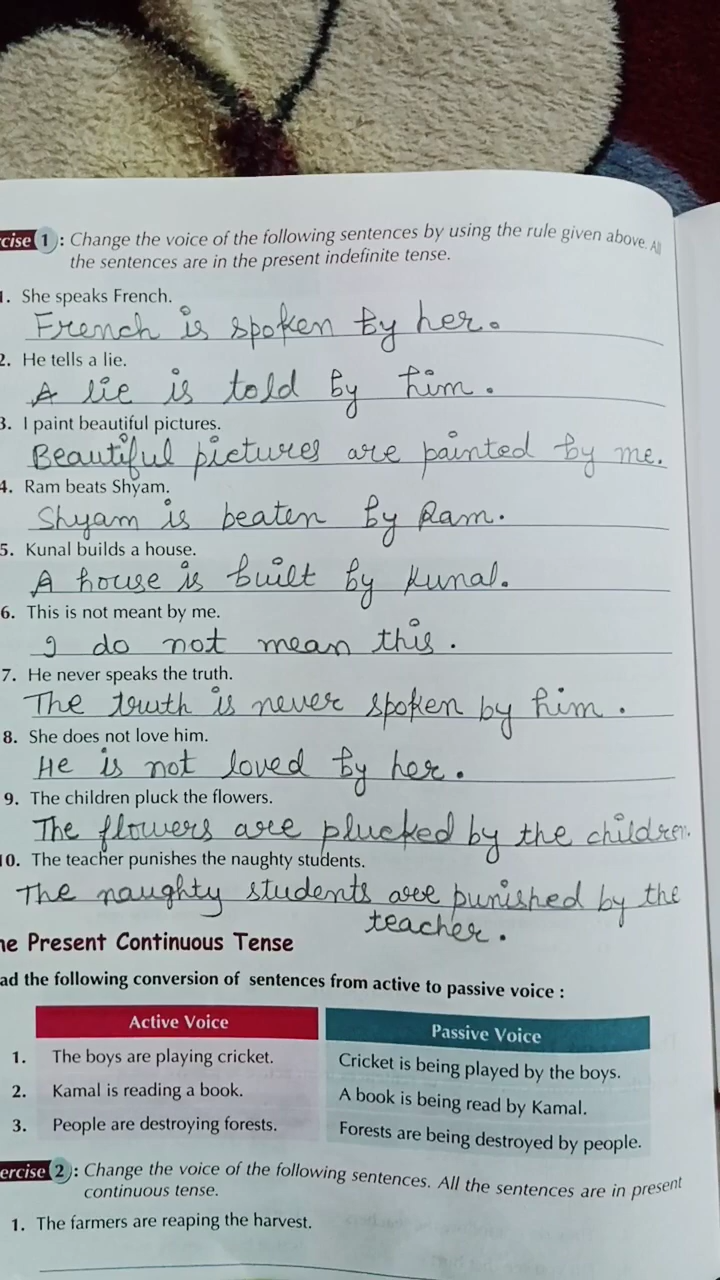 cise 1 : Change the voice of the following sentences by using the rule given above. All
the sentences are in the present indefinite tense.
1. She speaks French.
French is spoken by her.
2. He tells a lie.
A lie is told by him.
3. I paint beautiful pictures.
Beautiful pictures are painted by me.
4. Ram beats Shyam.
Shyam is beaten by Ram.
5. Kunal builds a house.
A house is built by Kunal.
6. This is not meant by me.
I do not mean this.
7. He never speaks the truth.
The truth is never spoken by him.
8. She does not love him.
He is not loved by her.
9. The children pluck the flowers.
The flowers are plucked by the children.
10. The teacher punishes the naughty students.
The naughty students are punished by the
teacher.
he Present Continuous Tense
ad the following conversion of sentences from active to passive voice :
Active Voice Passive Voice
1. The boys are playing cricket. Cricket is being played by the boys.
2. Kamal is reading a book. A book is being read by Kamal.
3. People are destroying forests. Forests are being destroyed by people.
ercise 2 : Change the voice of the following sentences. All the sentences are in present
continuous tense.
1. The farmers are reaping the harvest.